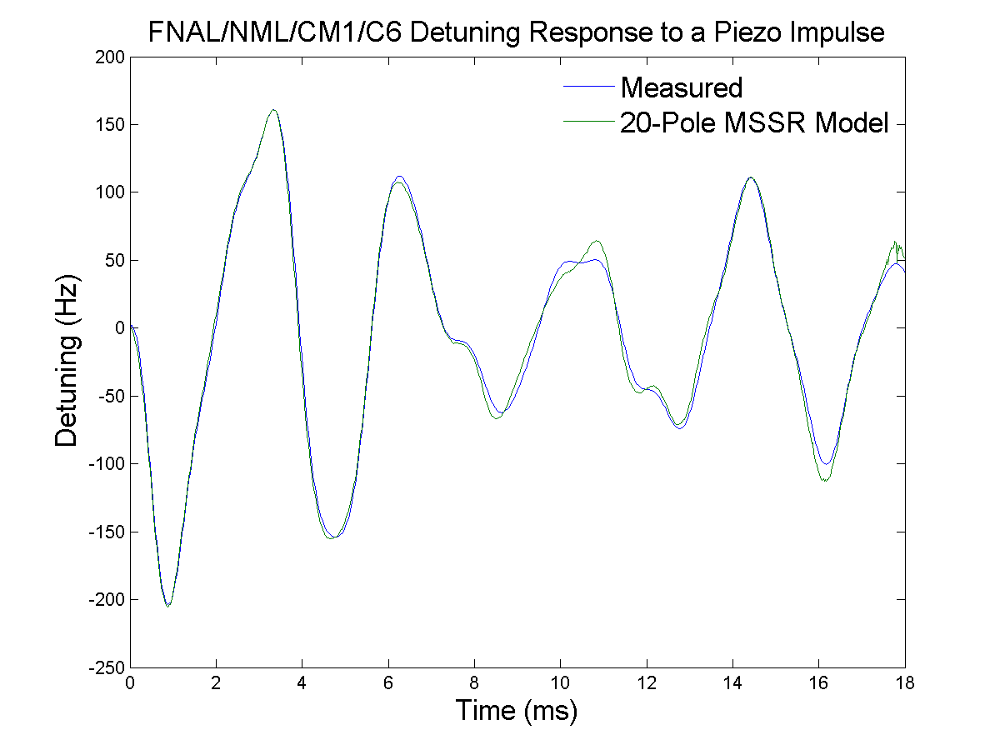 FNAL/NML/CM1/C6 Detuning Response to a Piezo Impulse
Measured
20-Pole MSSR Model
200
150
100
50
0
-50
-100
-150
-200
-250
Detuning (Hz)
0 2 4 6 8 10 12 14 16 18
Time (ms)